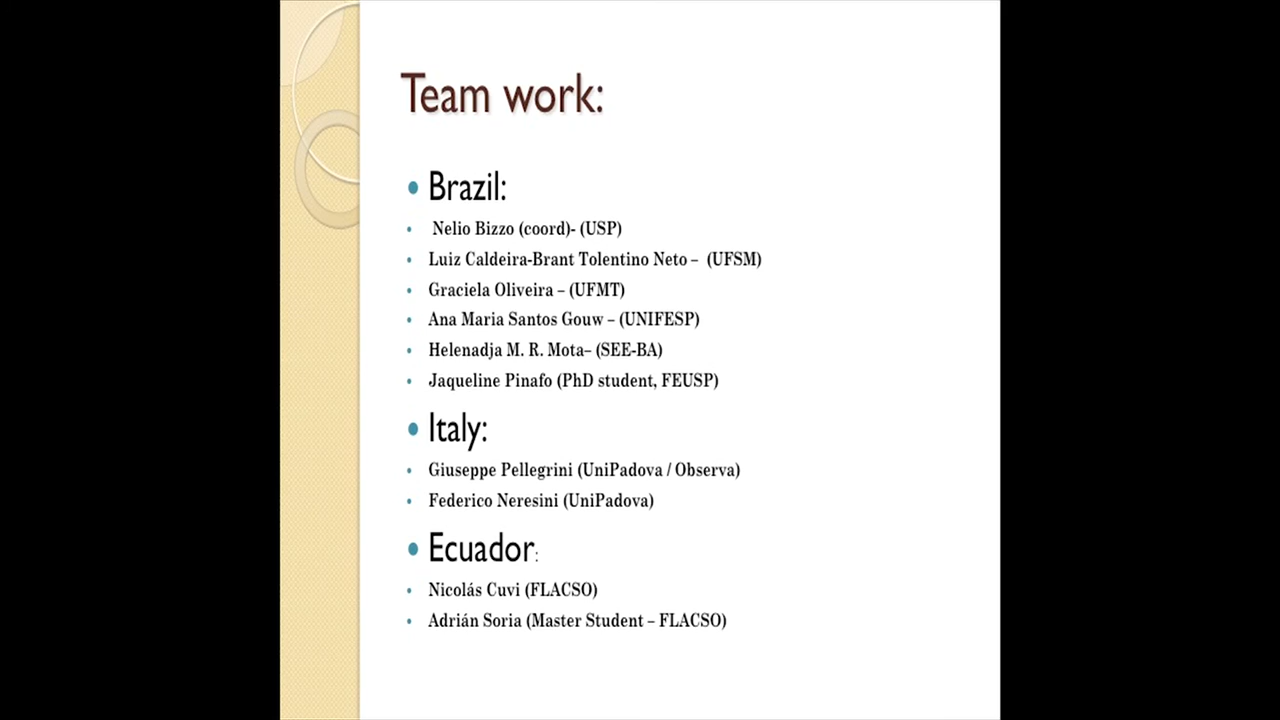 Team work:
• Brazil:
• Nelio Bizzo (coord)- (USP)
• Luiz Caldeira-Brant Tolentino Neto – (UFSM)
• Graciela Oliveira – (UFMT)
• Ana Maria Santos Gouw – (UNIFESP)
• Helenadja M. R. Mota– (SEE-BA)
• Jaqueline Pinafo (PhD student, FEUSP)
• Italy:
• Giuseppe Pellegrini (UniPadova / Observa)
• Federico Neresini (UniPadova)
• Ecuador:
• Nicolás Cuvi (FLACSO)
• Adrián Soria (Master Student – FLACSO)